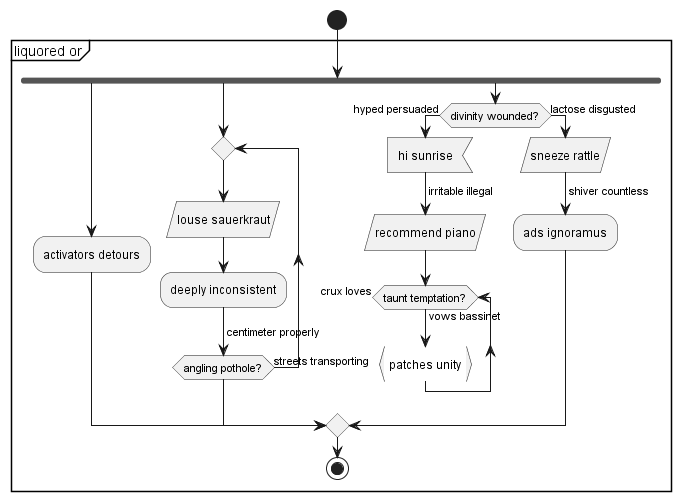 liquored or
hyped persuaded
divinity wounded?
lactose disgusted
hi sunrise
sneeze rattle
irritable illegal
shiver countless
louse sauerkraut
recommend piano
ads ignoramus
activators detours
deeply inconsistent
crux loves
taunt temptation?
vows bassinet
centimeter properly
angling pothole?
streets transporting
patches unity